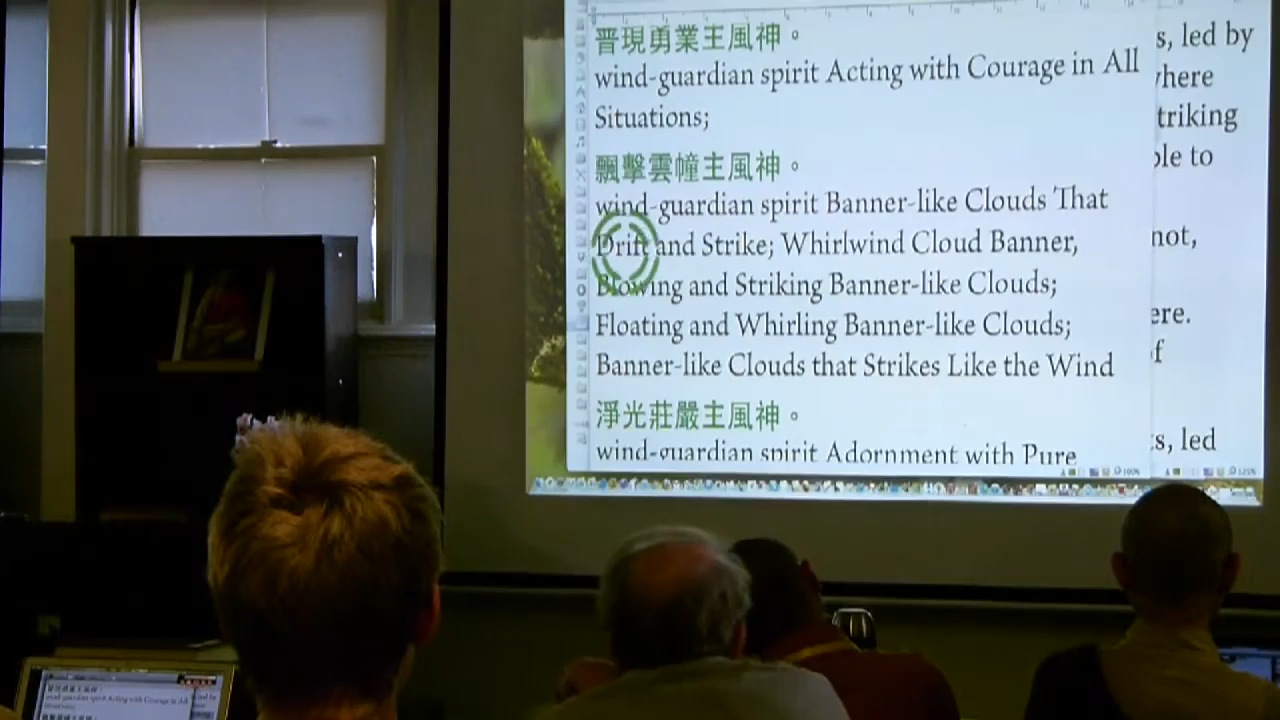 晋現勇業主風神。
wind-guardian spirit Acting with Courage in All
Situations;
飄擊雲幢主風神。
wind-guardian spirit Banner-like Clouds That
Drift and Strike; Whirlwind Cloud Banner,
Blowing and Striking Banner-like Clouds;
Floating and Whirling Banner-like Clouds;
Banner-like Clouds that Strikes Like the Wind
淨光莊嚴主風神。
wind-guardian spirit Adornment with Pure
s, led by
where
triking
ble to
not,
ere.
of
s, led